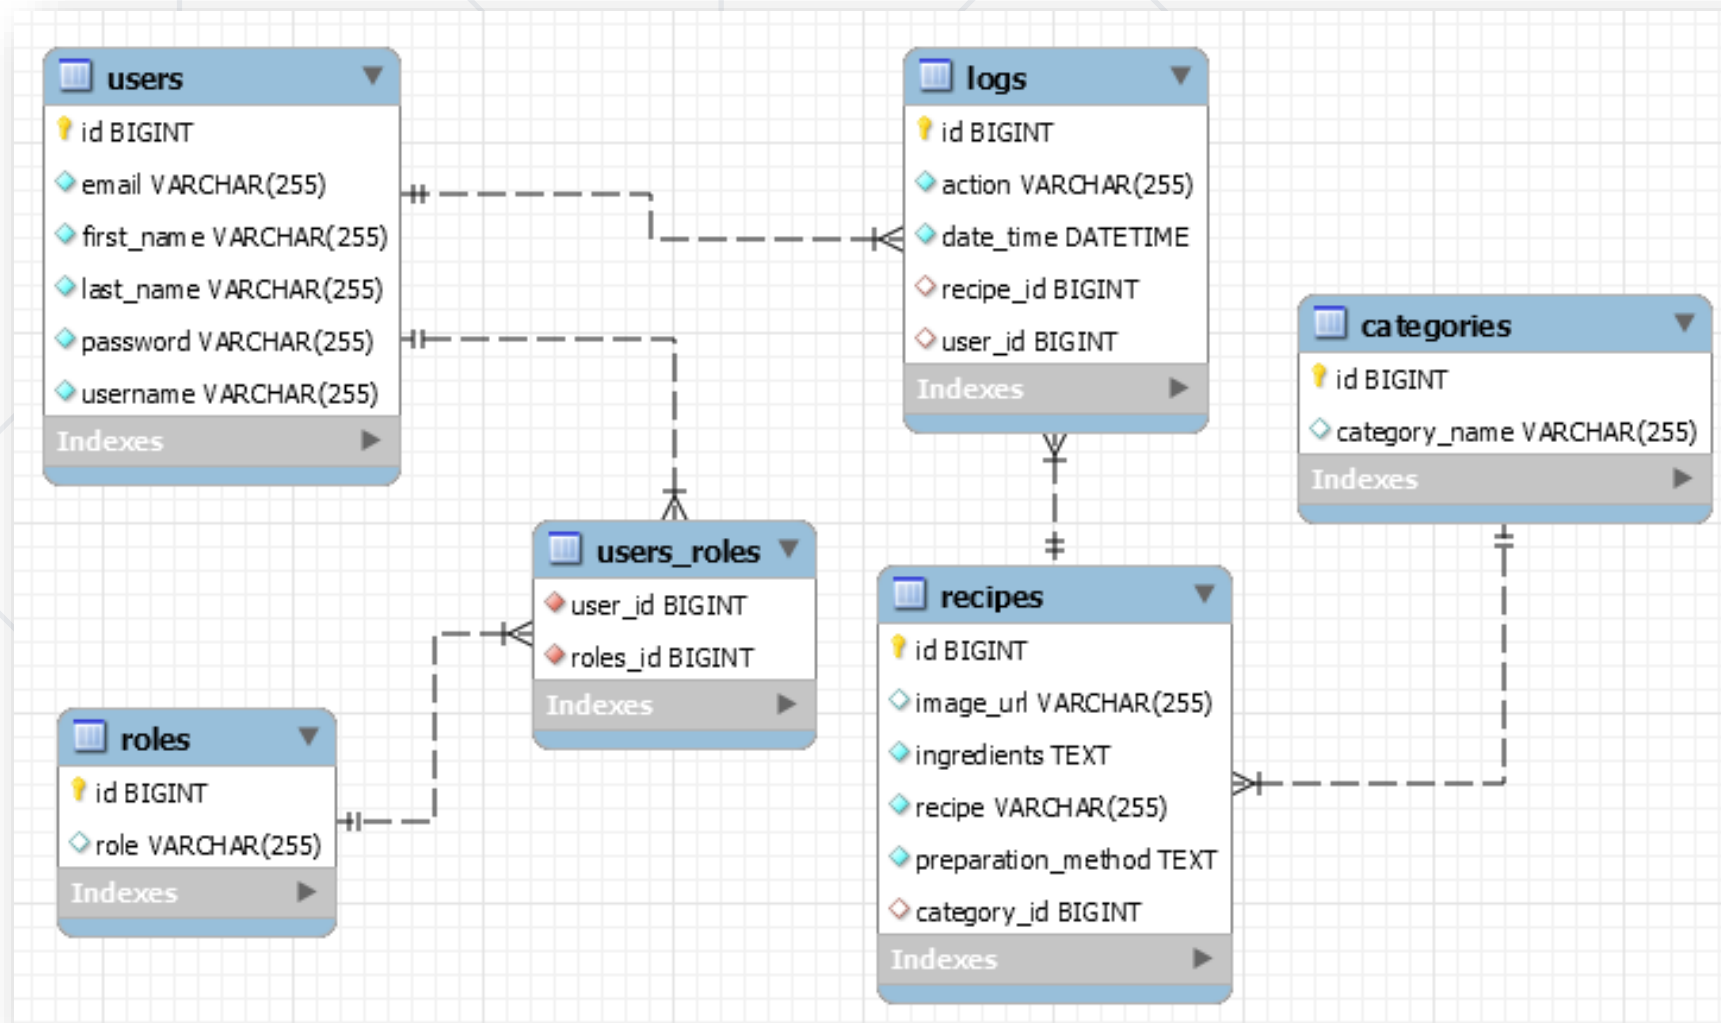 users
id BIGINT
email VARCHAR(255)
first_name VARCHAR(255)
last_name VARCHAR(255)
password VARCHAR(255)
username VARCHAR(255)
Indexes
logs
id BIGINT
action VARCHAR(255)
date_time DATETIME
recipe_id BIGINT
user_id BIGINT
Indexes
categories
id BIGINT
category_name VARCHAR(255)
Indexes
users_roles
user_id BIGINT
roles_id BIGINT
Indexes
recipes
id BIGINT
image_url VARCHAR(255)
ingredients TEXT
recipe VARCHAR(255)
preparation_method TEXT
category_id BIGINT
Indexes
roles
id BIGINT
role VARCHAR(255)
Indexes